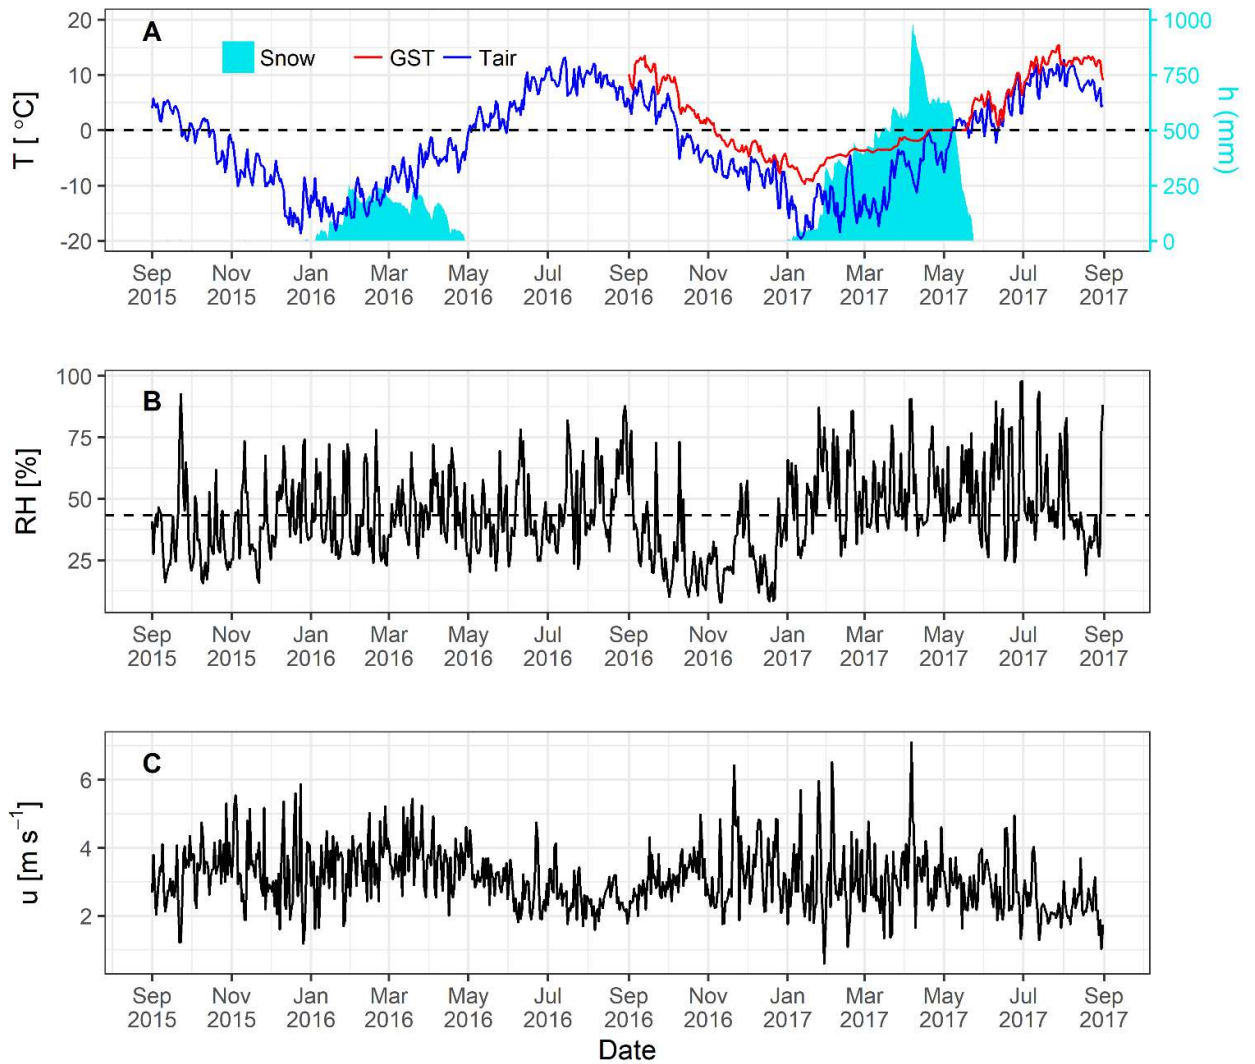 A
Snow GST Tair
T [ °C]
20
10
0
-10
-20
h (mm)
1000
750
500
250
0
Sep Nov Jan Mar May Jul Sep Nov Jan Mar May Jul Sep
2015 2015 2016 2016 2016 2016 2016 2016 2017 2017 2017 2017 2017
B
RH [%]
100
75
50
25
Sep Nov Jan Mar May Jul Sep Nov Jan Mar May Jul Sep
2015 2015 2016 2016 2016 2016 2016 2016 2017 2017 2017 2017 2017
C
u [m s⁻¹]
6
4
2
Sep Nov Jan Mar May Jul Sep Nov Jan Mar May Jul Sep
2015 2015 2016 2016 2016 2016 2016 2016 2017 2017 2017 2017 2017
Date